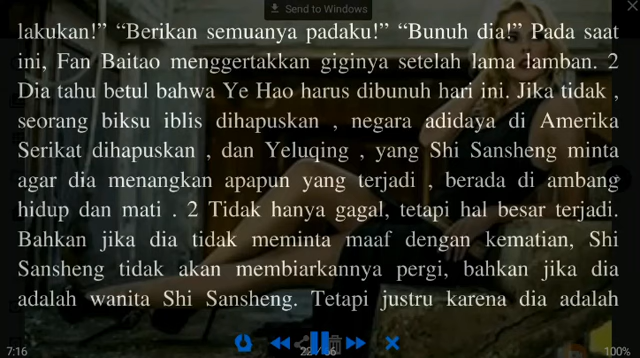 Send to Windows
lakukan!” “Berikan semuanya padaku!” “Bunuh dia!” Pada saat
ini, Fan Baitao menggertakkan giginya setelah lama lamban. 2
Dia tahu betul bahwa Ye Hao harus dibunuh hari ini. Jika tidak ,
seorang biksu iblis dihapuskan , negara adidaya di Amerika
Serikat dihapuskan , dan Yeluqing , yang Shi Sansheng minta
agar dia menangkan apapun yang terjadi , berada di ambang
hidup dan mati . 2 Tidak hanya gagal, tetapi hal besar terjadi.
Bahkan jika dia tidak meminta maaf dengan kematian, Shi
Sansheng tidak akan membiarkannya pergi, bahkan jika dia
adalah wanita Shi Sansheng. Tetapi justru karena dia adalah
7:16
100%